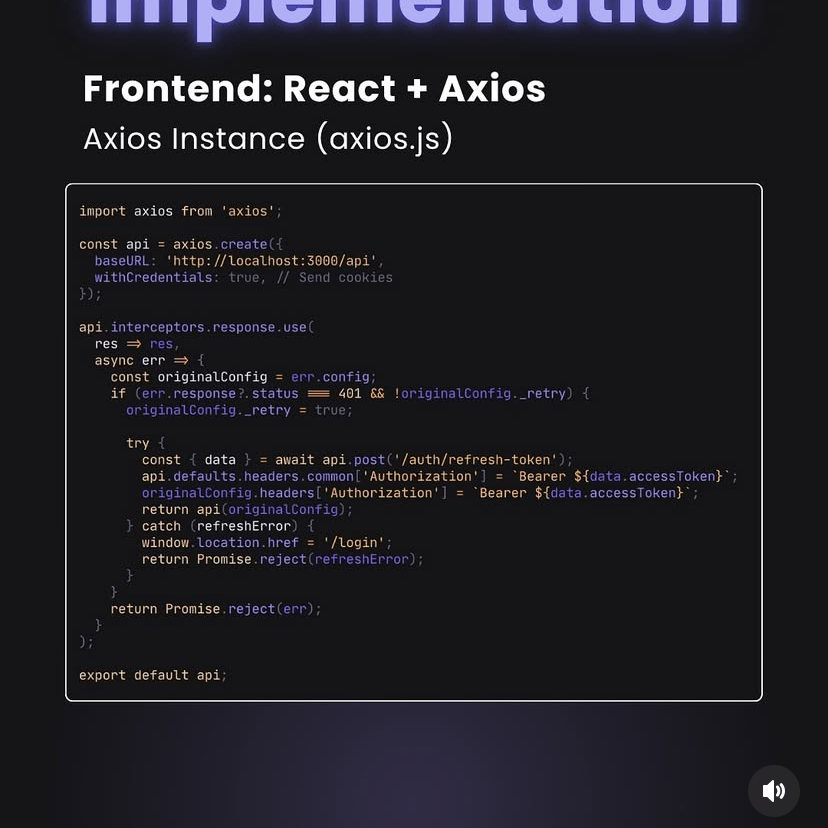 Implementation
Frontend: React + Axios
Axios Instance (axios.js)
import axios from 'axios';
const api = axios.create({
  baseURL: 'http://localhost:3000/api',
  withCredentials: true, // Send cookies
});
api.interceptors.response.use(
  res => res,
  async err => {
    const originalConfig = err.config;
    if (err.response?.status === 401 && !originalConfig._retry) {
      originalConfig._retry = true;
      try {
        const { data } = await api.post('/auth/refresh-token');
        api.defaults.headers.common['Authorization'] = `Bearer ${data.accessToken}`;
        originalConfig.headers['Authorization'] = `Bearer ${data.accessToken}`;
        return api(originalConfig);
      } catch (refreshError) {
        window.location.href = '/login';
        return Promise.reject(refreshError);
      }
    }
    return Promise.reject(err);
  }
);
export default api;